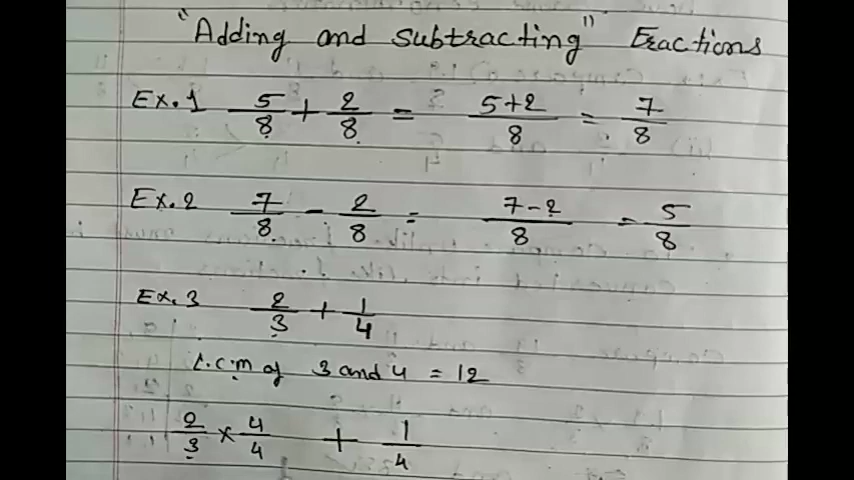 "Adding and subtracting" Fractions
Ex.1 5/8 + 2/8 = 5+2/8 = 7/8
Ex.2 7/8 - 2/8 = 7-2/8 = 5/8
Ex.3 2/3 + 1/4
L.c.m of 3 and 4 = 12
2/3 × 4/4 + 1/4